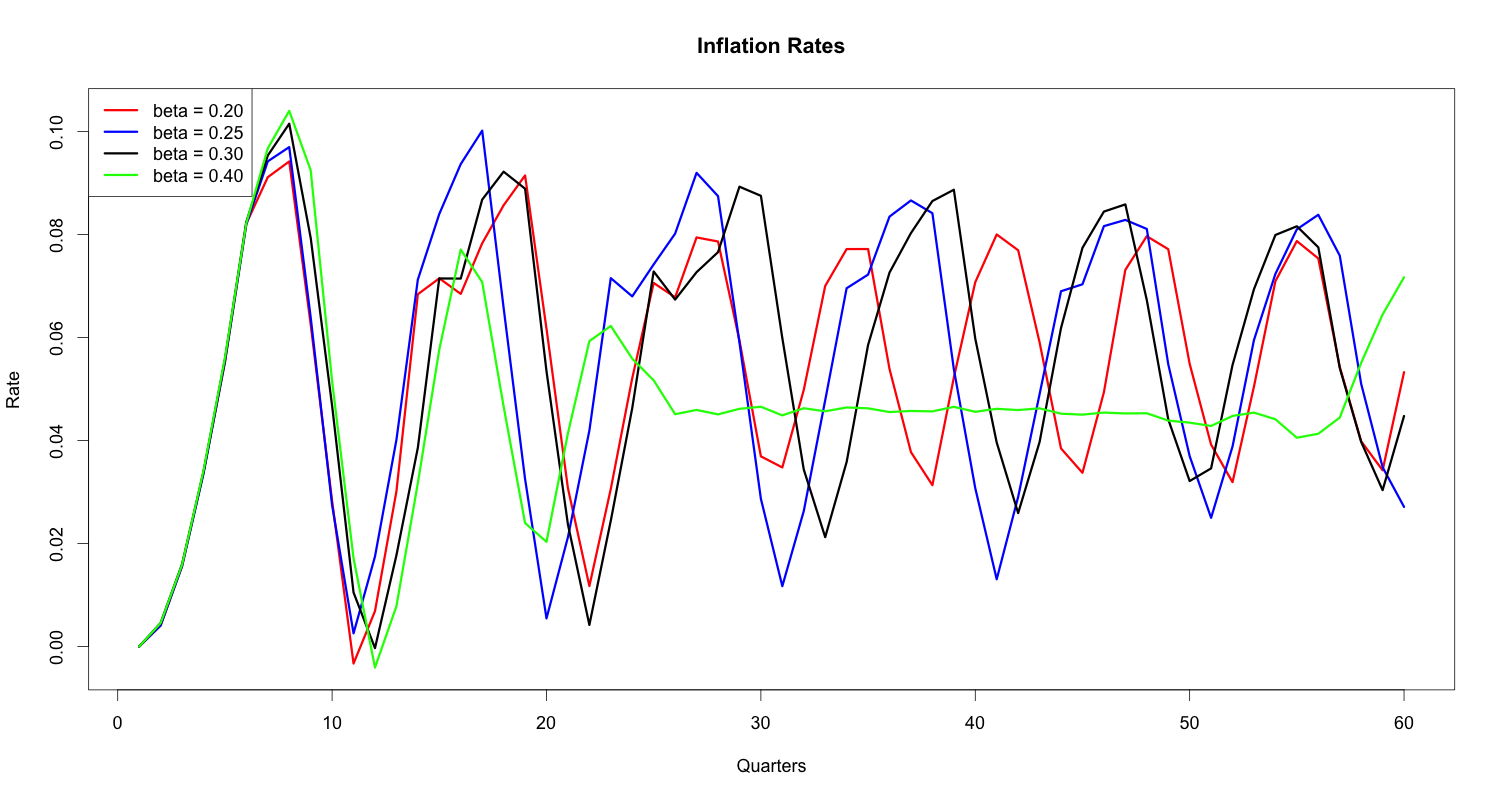 Inflation Rates
beta = 0.20
beta = 0.25
beta = 0.30
beta = 0.40
Rate
0.10
0.08
0.06
0.04
0.02
0.00
0 10 20 30 40 50 60
Quarters